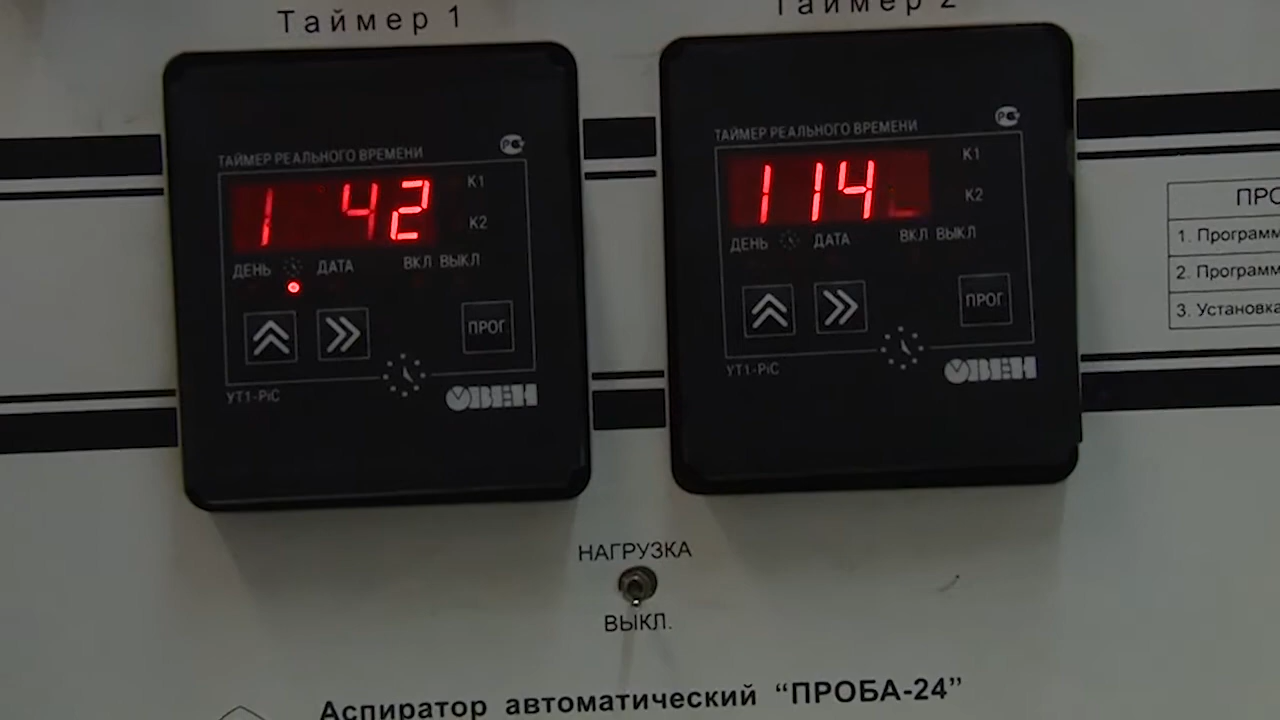 Таймер 1
Таймер 2
ТАЙМЕР РЕАЛЬНОГО ВРЕМЕНИ
1 42
К1
К2
ДЕНЬ ДАТА ВКЛ ВЫКЛ
ПРОГ
УТ1-PiC
ОВЕН
ТАЙМЕР РЕАЛЬНОГО ВРЕМЕНИ
114
К1
К2
ДЕНЬ ДАТА ВКЛ ВЫКЛ
ПРОГ
УТ1-PiC
ОВЕН
ПРО
1. Программ
2. Програм
3. Установка
НАГРУЗКА
ВЫКЛ.
Аспиратор автоматический “ПРОБА-24”